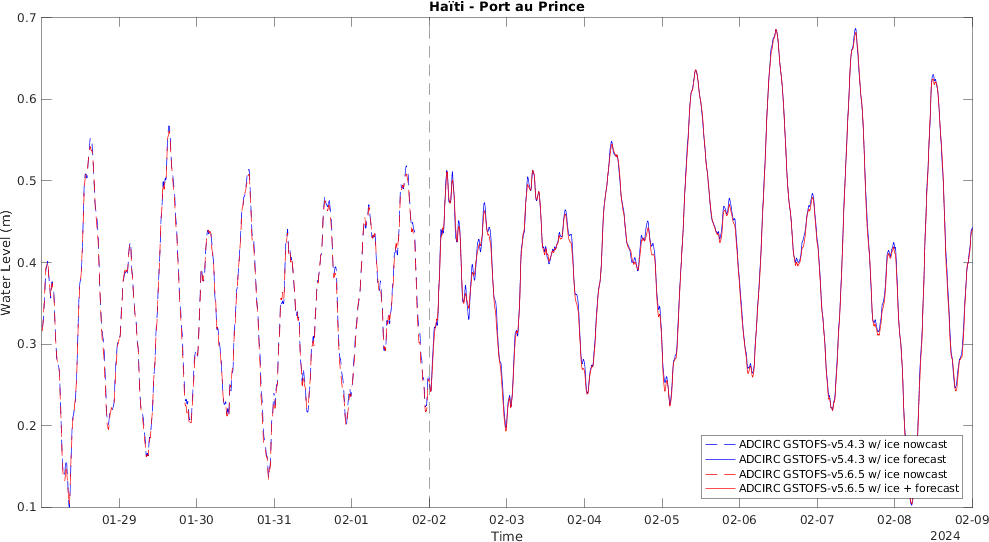 Haïti - Port au Prince
Water Level (m)
0.7
0.6
0.5
0.4
0.3
0.2
0.1
01-29 01-30 01-31 02-01 02-02 02-03 02-04 02-05 02-06 02-07 02-08 02-09
Time
2024
ADCIRC GSTOFS-v5.4.3 w/ ice nowcast
ADCIRC GSTOFS-v5.4.3 w/ ice forecast
ADCIRC GSTOFS-v5.6.5 w/ ice nowcast
ADCIRC GSTOFS-v5.6.5 w/ ice + forecast